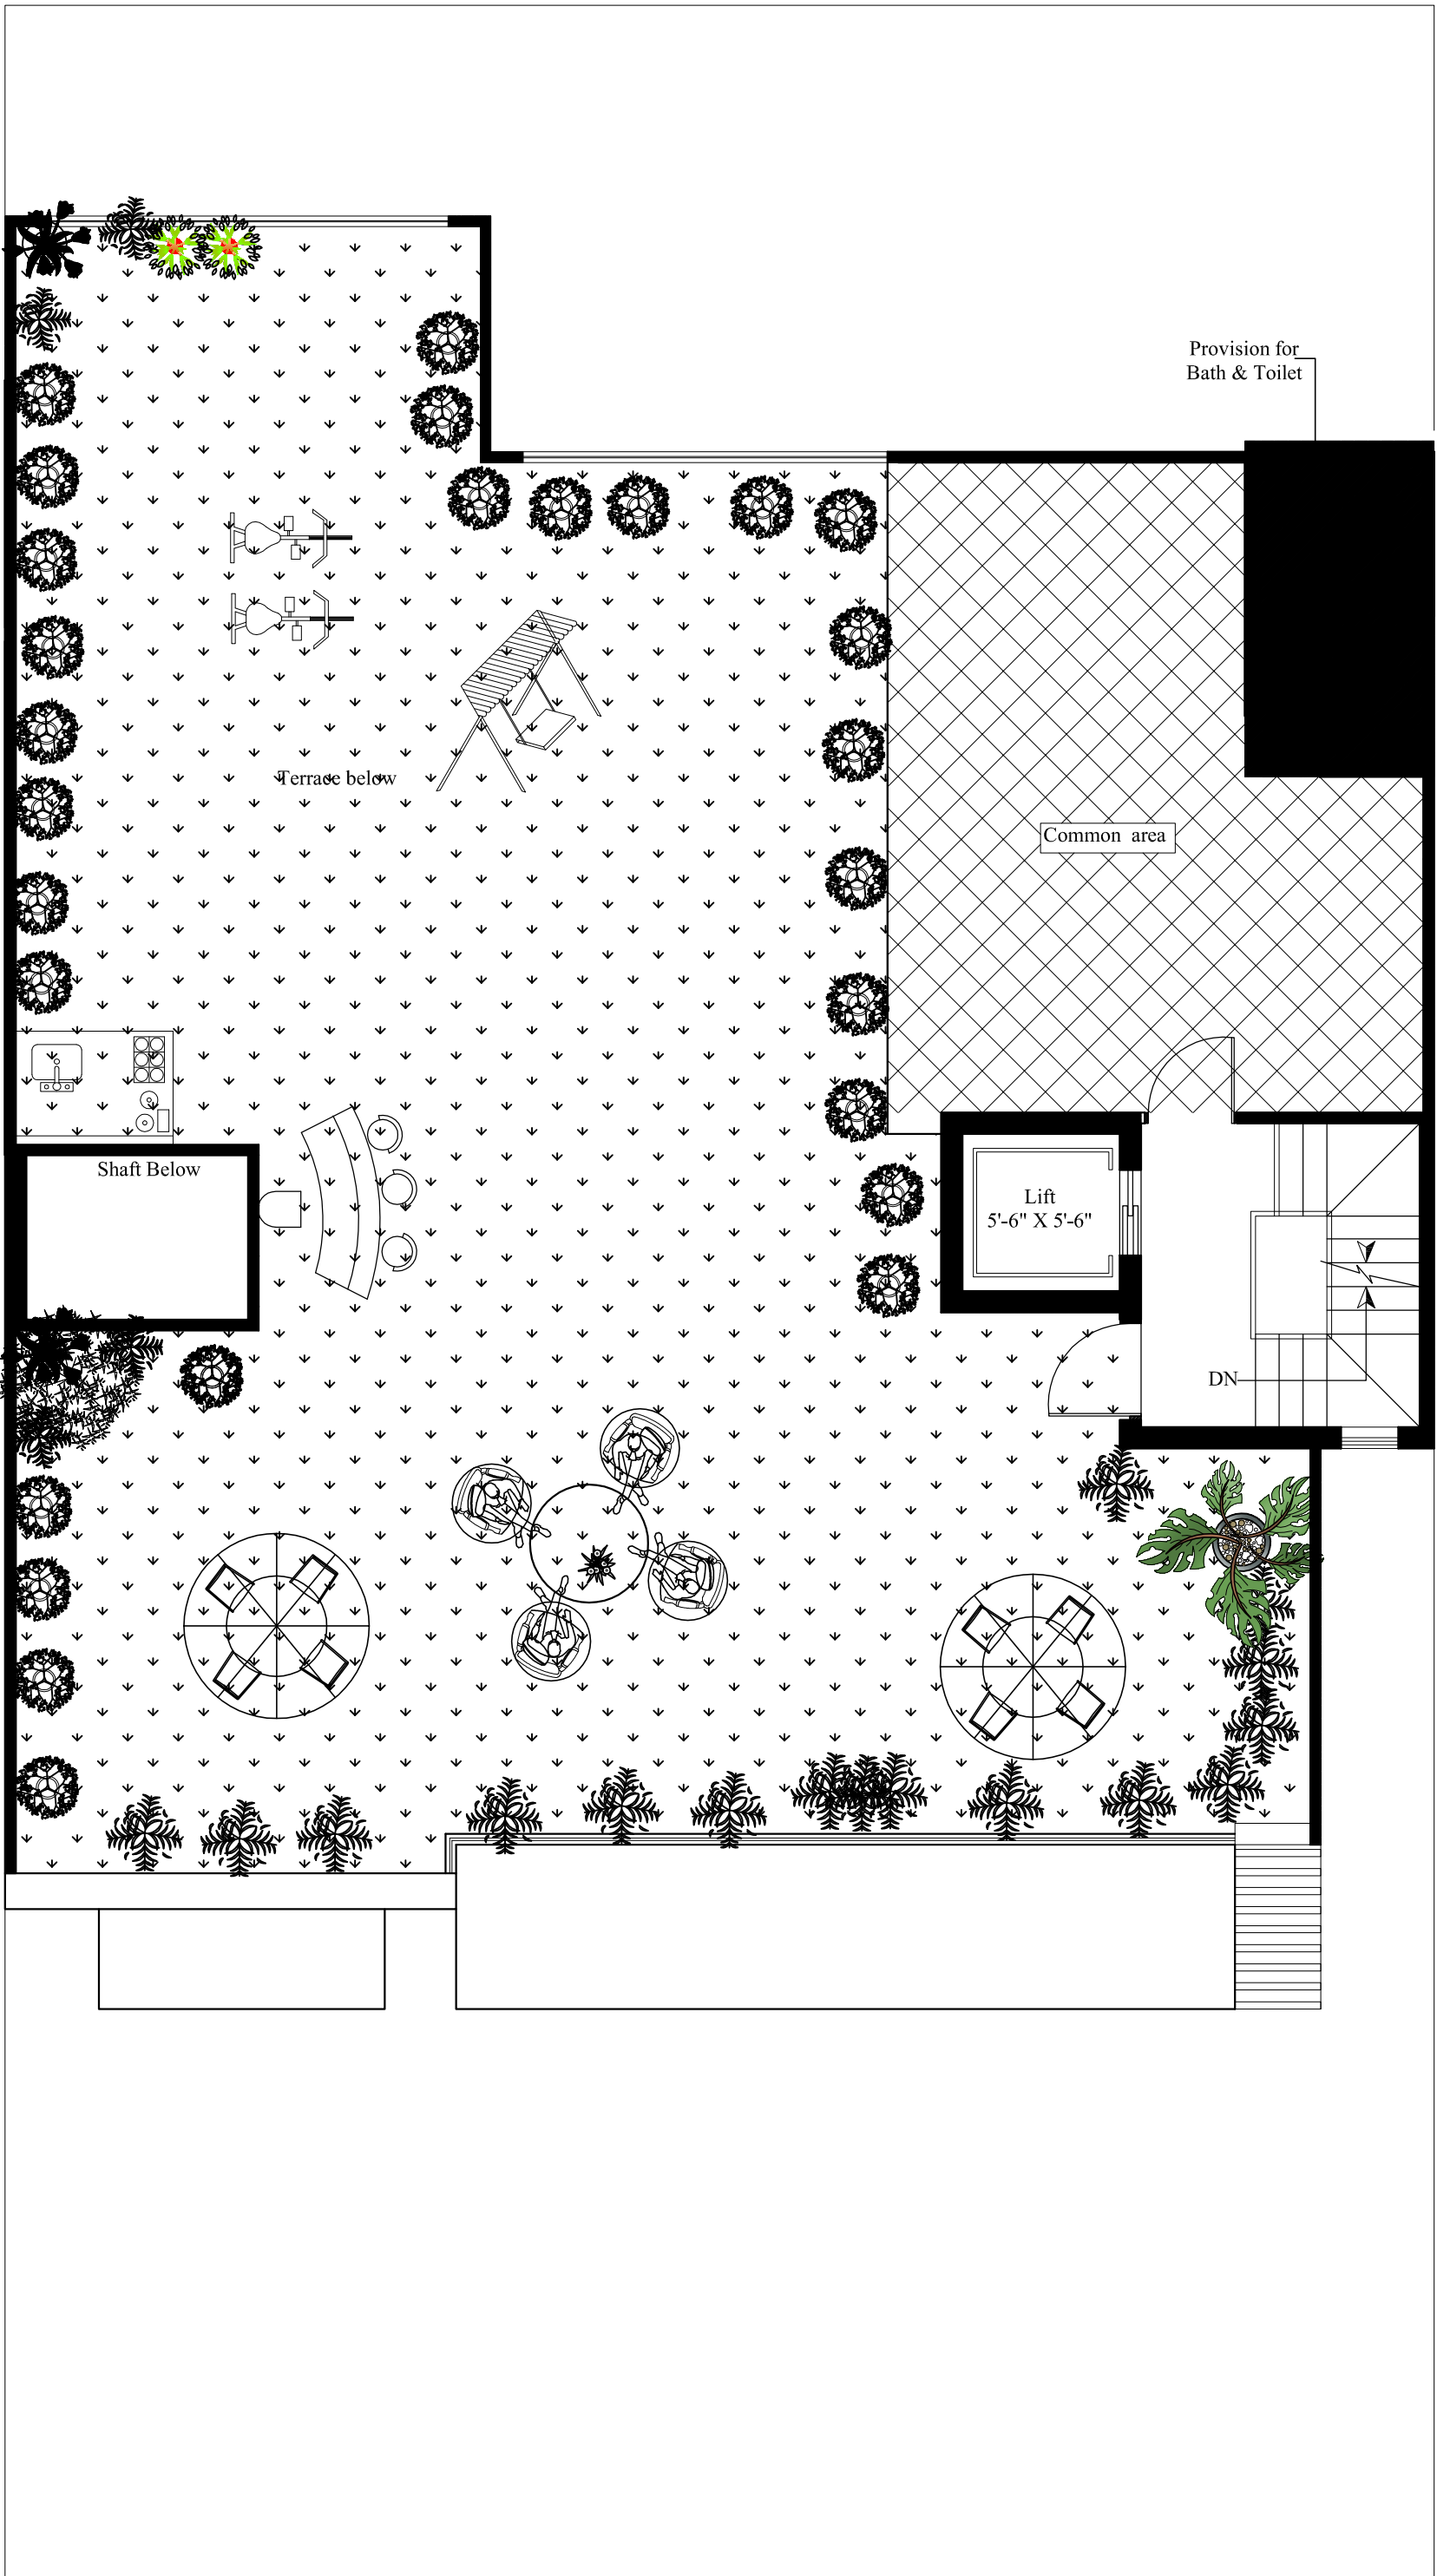 Provision for
Bath & Toilet
Terrace below
Common area
Shaft Below
Lift
5'-6" X 5'-6"
DN